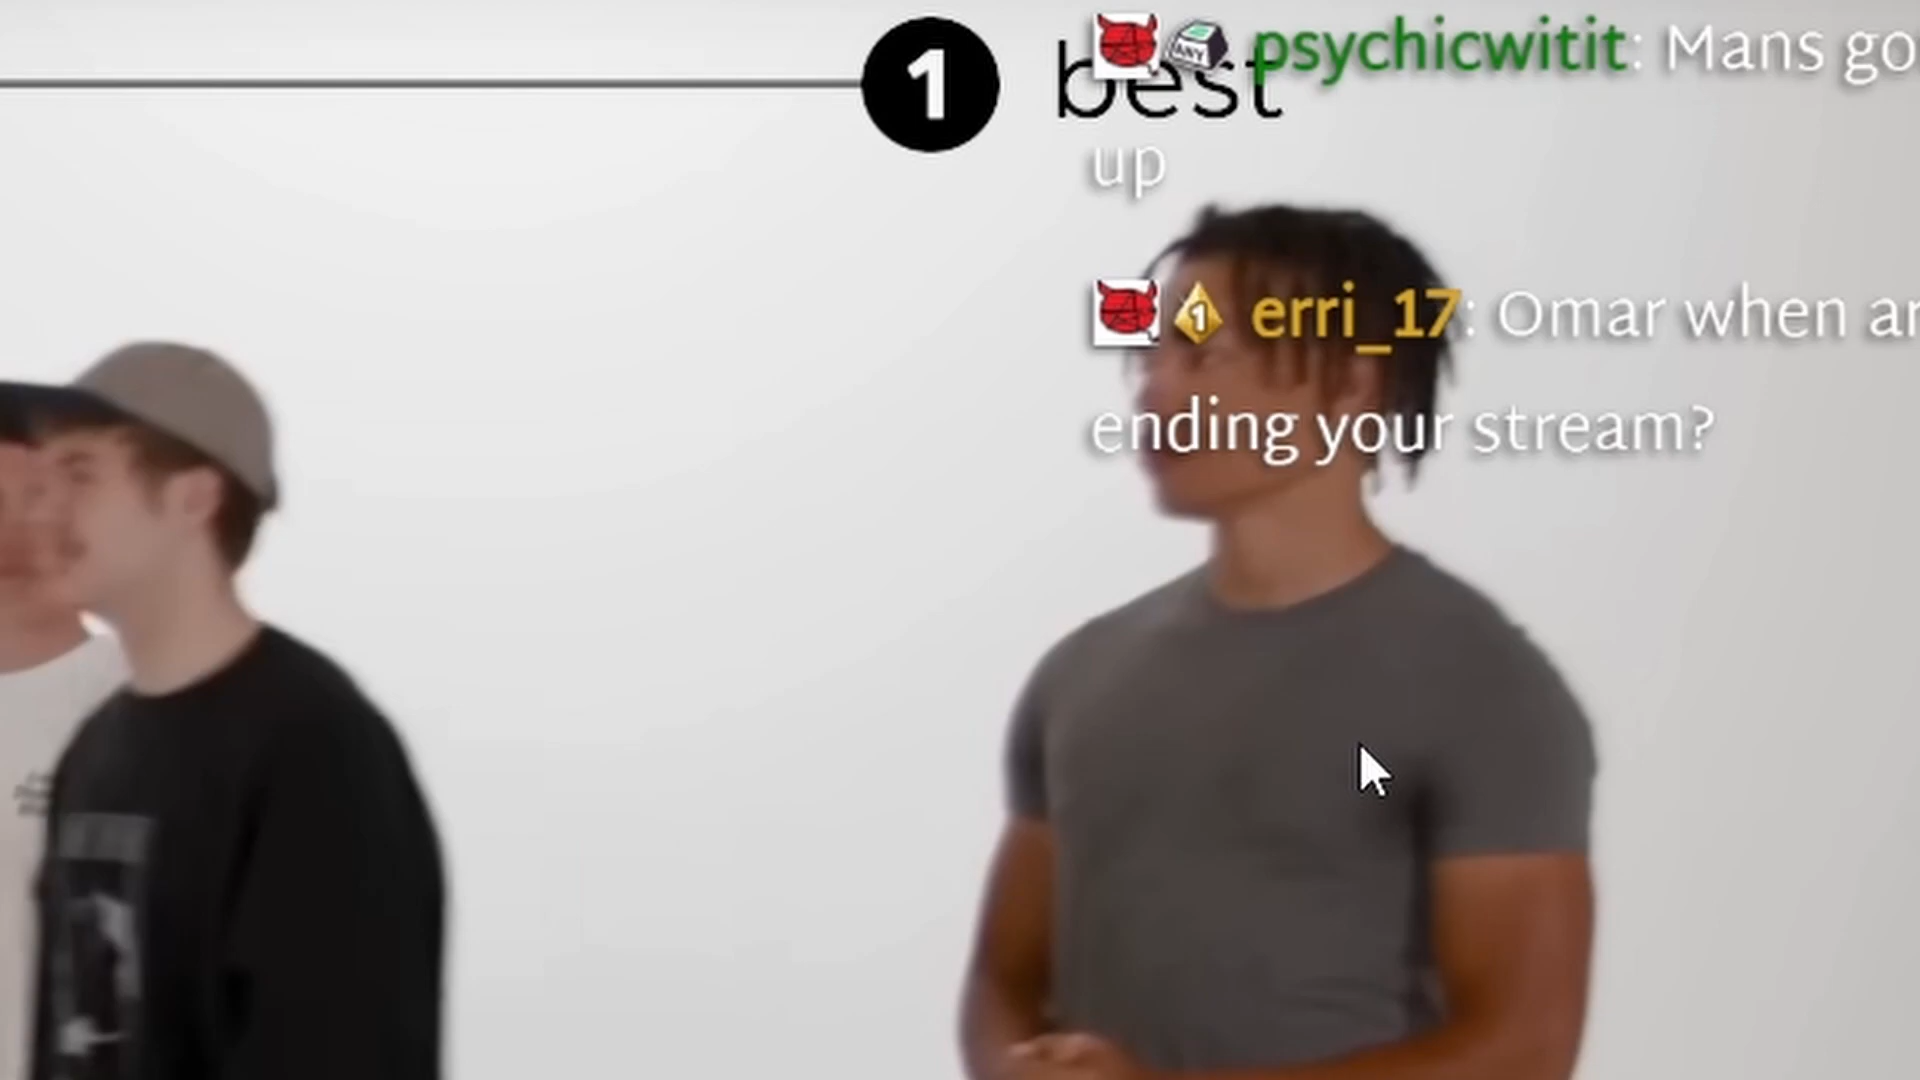 1 best
psychicwitit: Mans go
up
erri_17: Omar when ar
ending your stream?